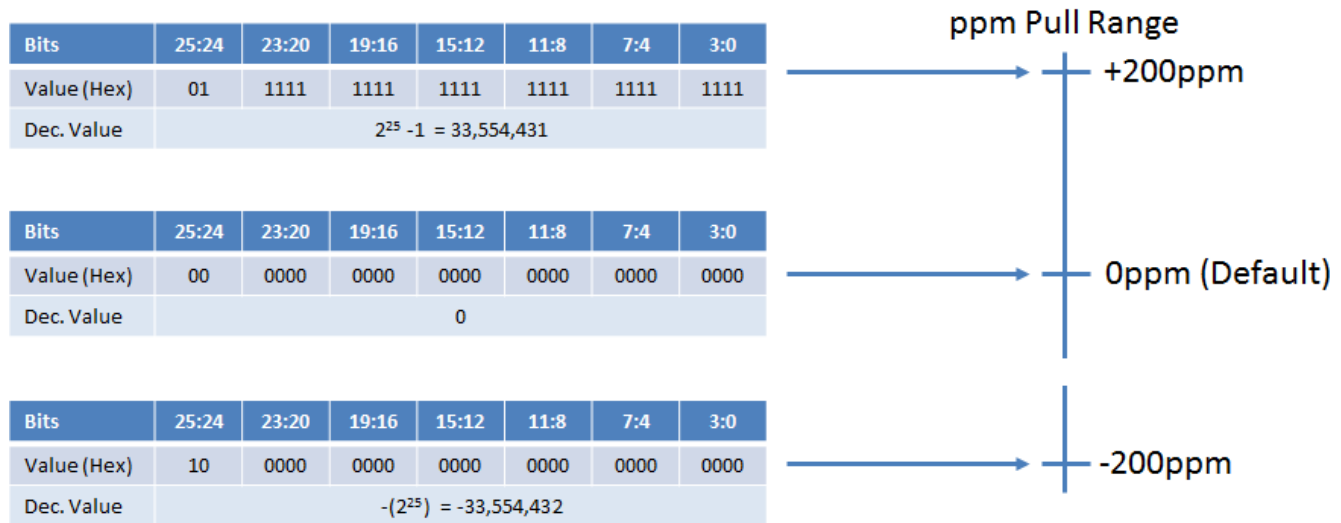 ppm Pull Range
Bits 25:24 23:20 19:16 15:12 11:8 7:4 3:0
Value (Hex) 01 1111 1111 1111 1111 1111 1111
Dec. Value 2²⁵ -1 = 33,554,431
+200ppm
Bits 25:24 23:20 19:16 15:12 11:8 7:4 3:0
Value (Hex) 00 0000 0000 0000 0000 0000 0000
Dec. Value 0
0ppm (Default)
Bits 25:24 23:20 19:16 15:12 11:8 7:4 3:0
Value (Hex) 10 0000 0000 0000 0000 0000 0000
Dec. Value -(2²⁵) = -33,554,432
-200ppm